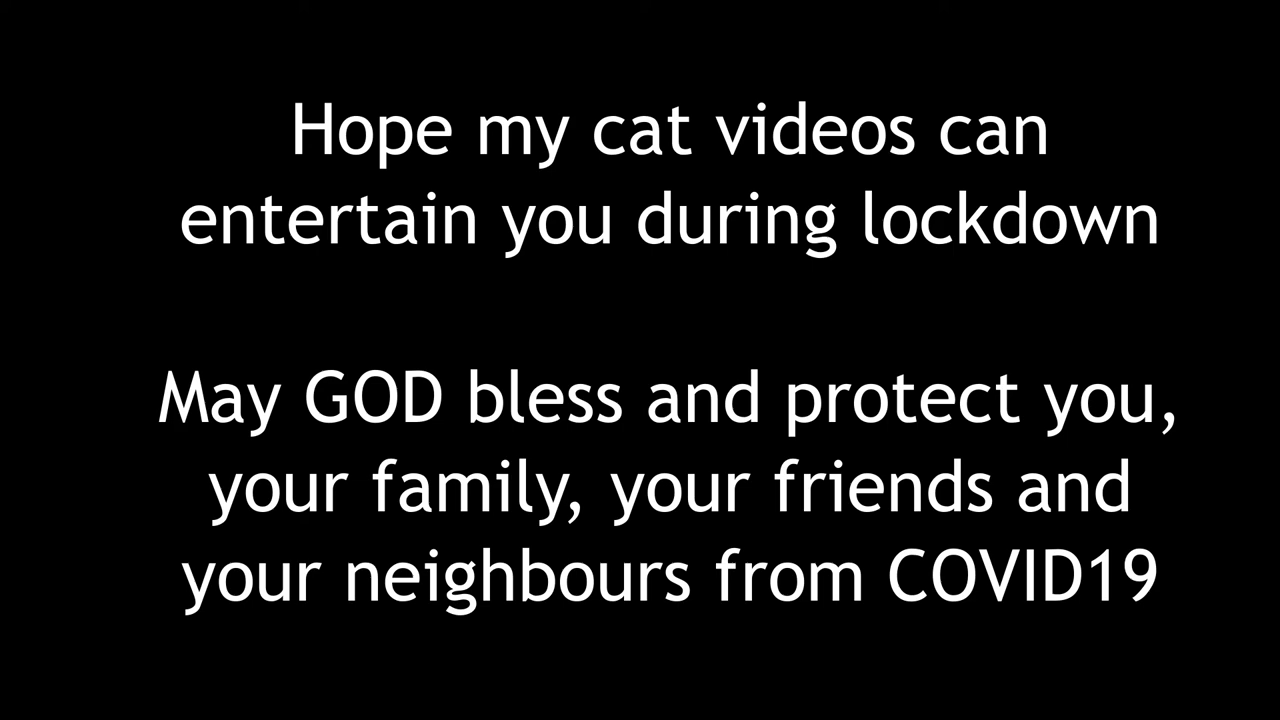 Hope my cat videos can
entertain you during lockdown
May GOD bless and protect you,
your family, your friends and
your neighbours from COVID19